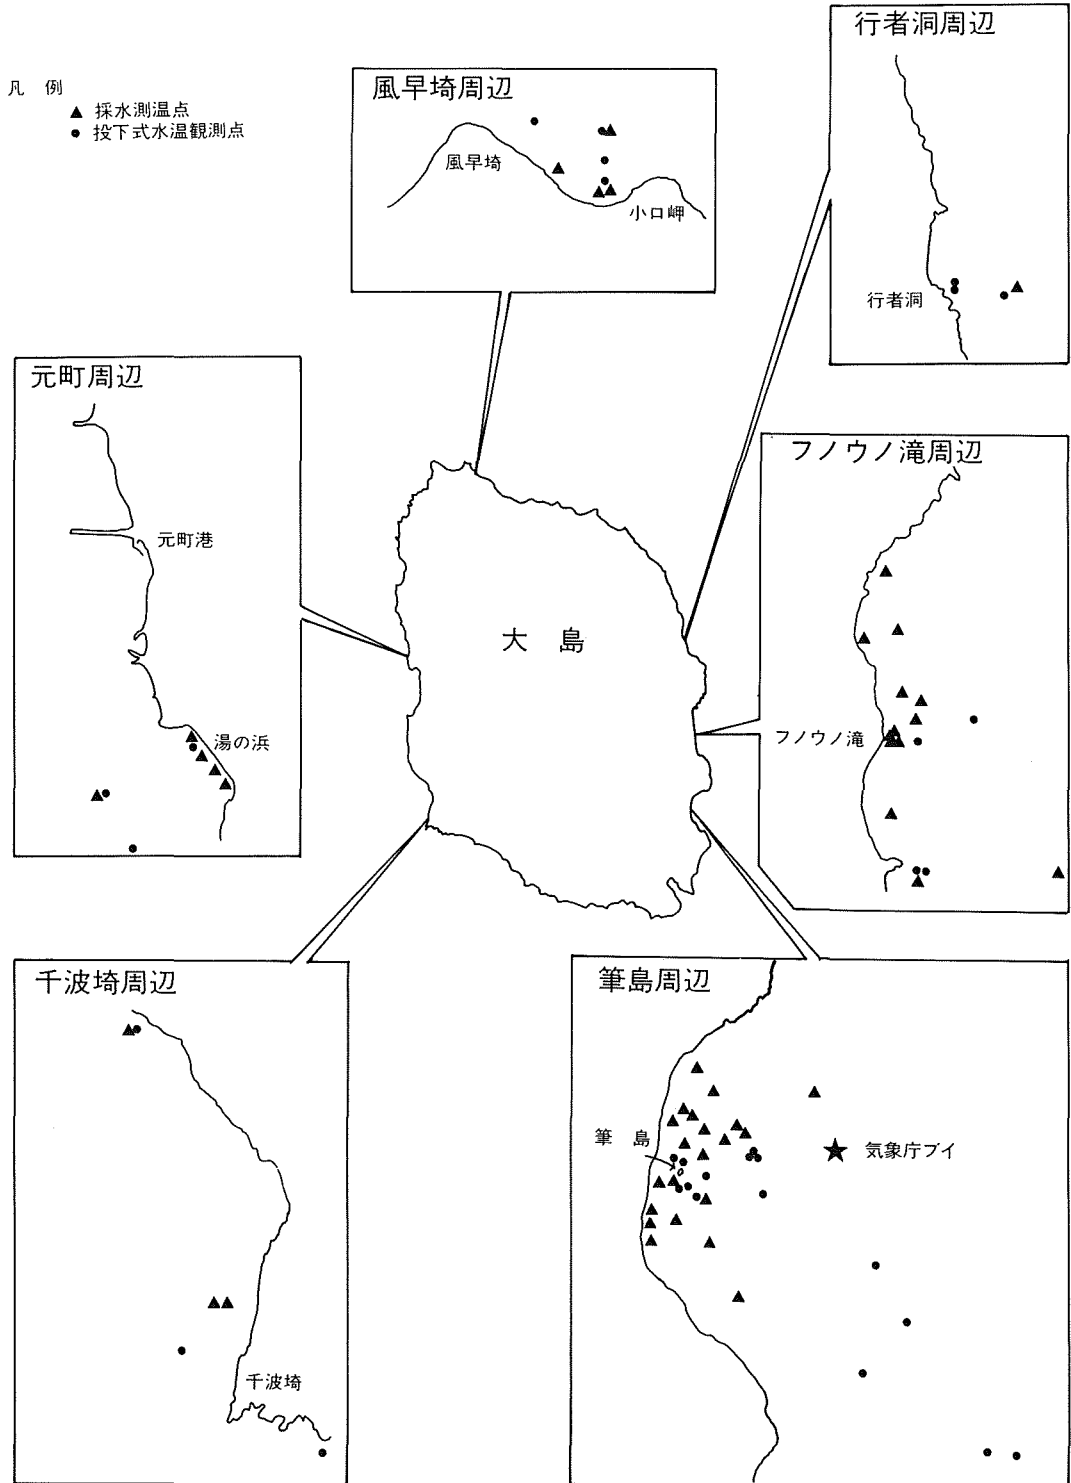 行者洞周辺
凡 例
▲ 採水測温点
● 投下式水温観測点
風早埼周辺
風早埼
小口岬
行者洞
元町周辺
元町港
湯の浜
大 島
フノウノ滝周辺
フノウノ滝
千波埼周辺
千波埼
筆島周辺
筆 島
気象庁ブイ